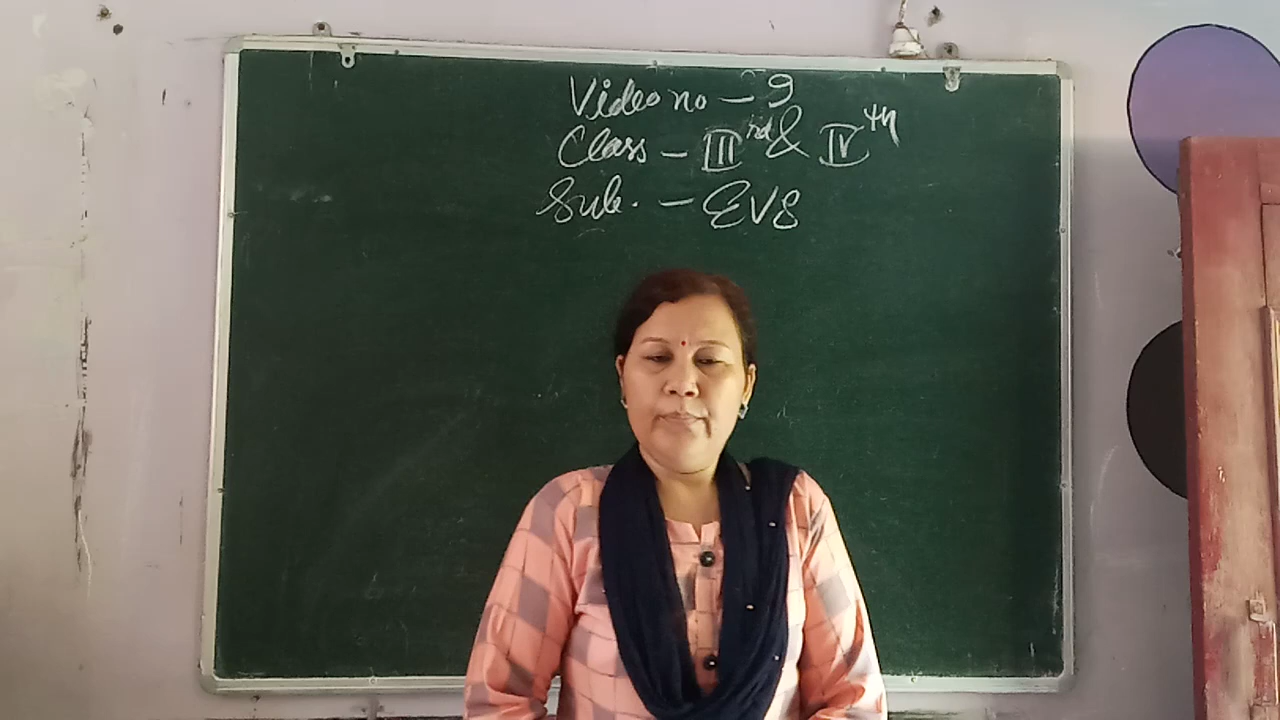 Video no - 9
Class - III rd & IV th
Sub. - EVS